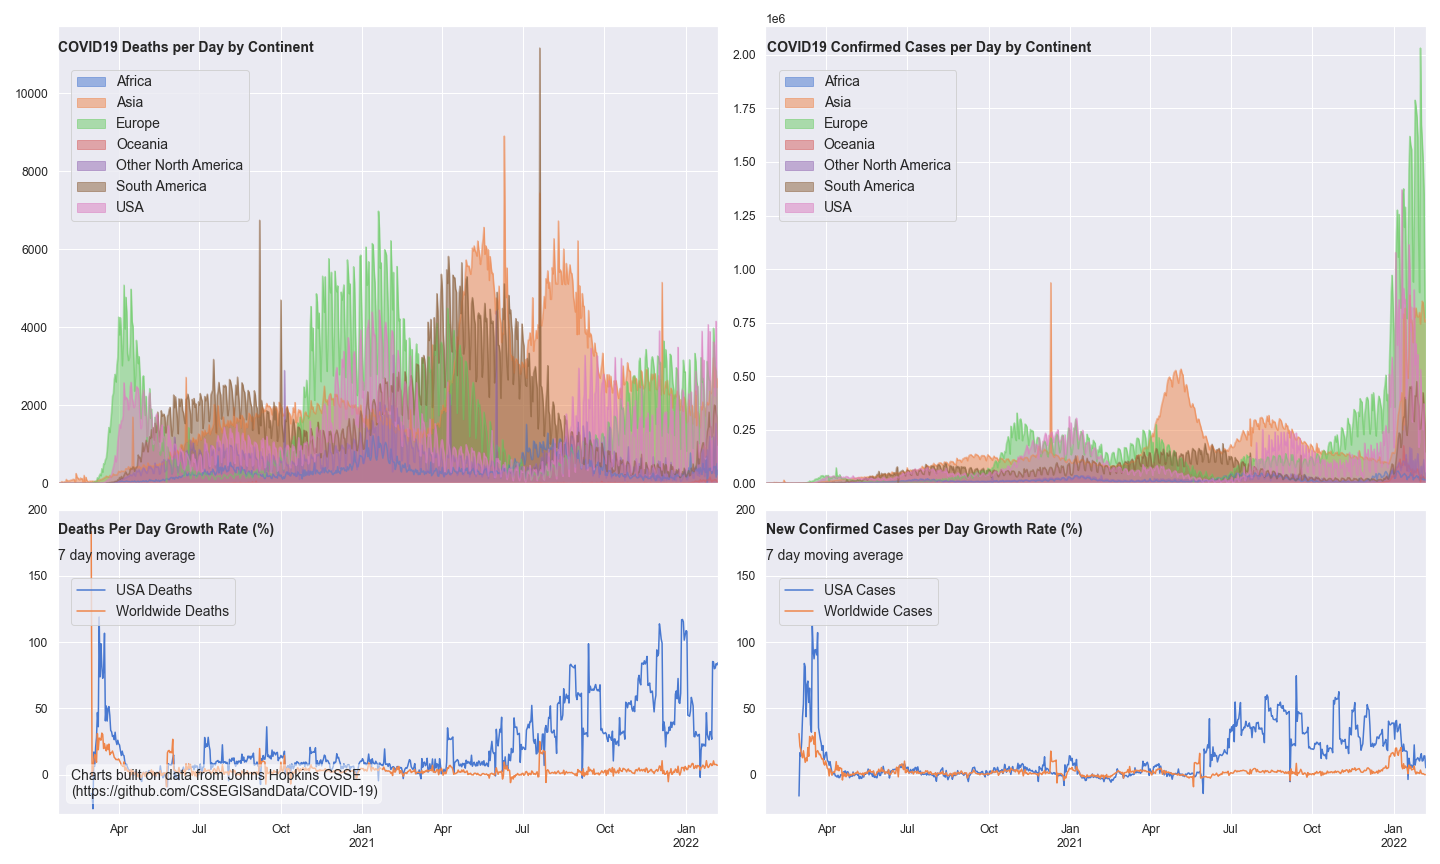 COVID19 Deaths per Day by Continent
Africa
Asia
Europe
Oceania
Other North America
South America
USA
10000
8000
6000
4000
2000
0
1e6
COVID19 Confirmed Cases per Day by Continent
Africa
Asia
Europe
Oceania
Other North America
South America
USA
2.00
1.75
1.50
1.25
1.00
0.75
0.50
0.25
0.00
Deaths Per Day Growth Rate (%)
7 day moving average
USA Deaths
Worldwide Deaths
200
150
100
50
0
Charts built on data from Johns Hopkins CSSE
(https://github.com/CSSEGISandData/COVID-19)
Apr Jul Oct Jan Apr Jul Oct Jan
2021 2022
New Confirmed Cases per Day Growth Rate (%)
7 day moving average
USA Cases
Worldwide Cases
200
150
100
50
0
Apr Jul Oct Jan Apr Jul Oct Jan
2021 2022